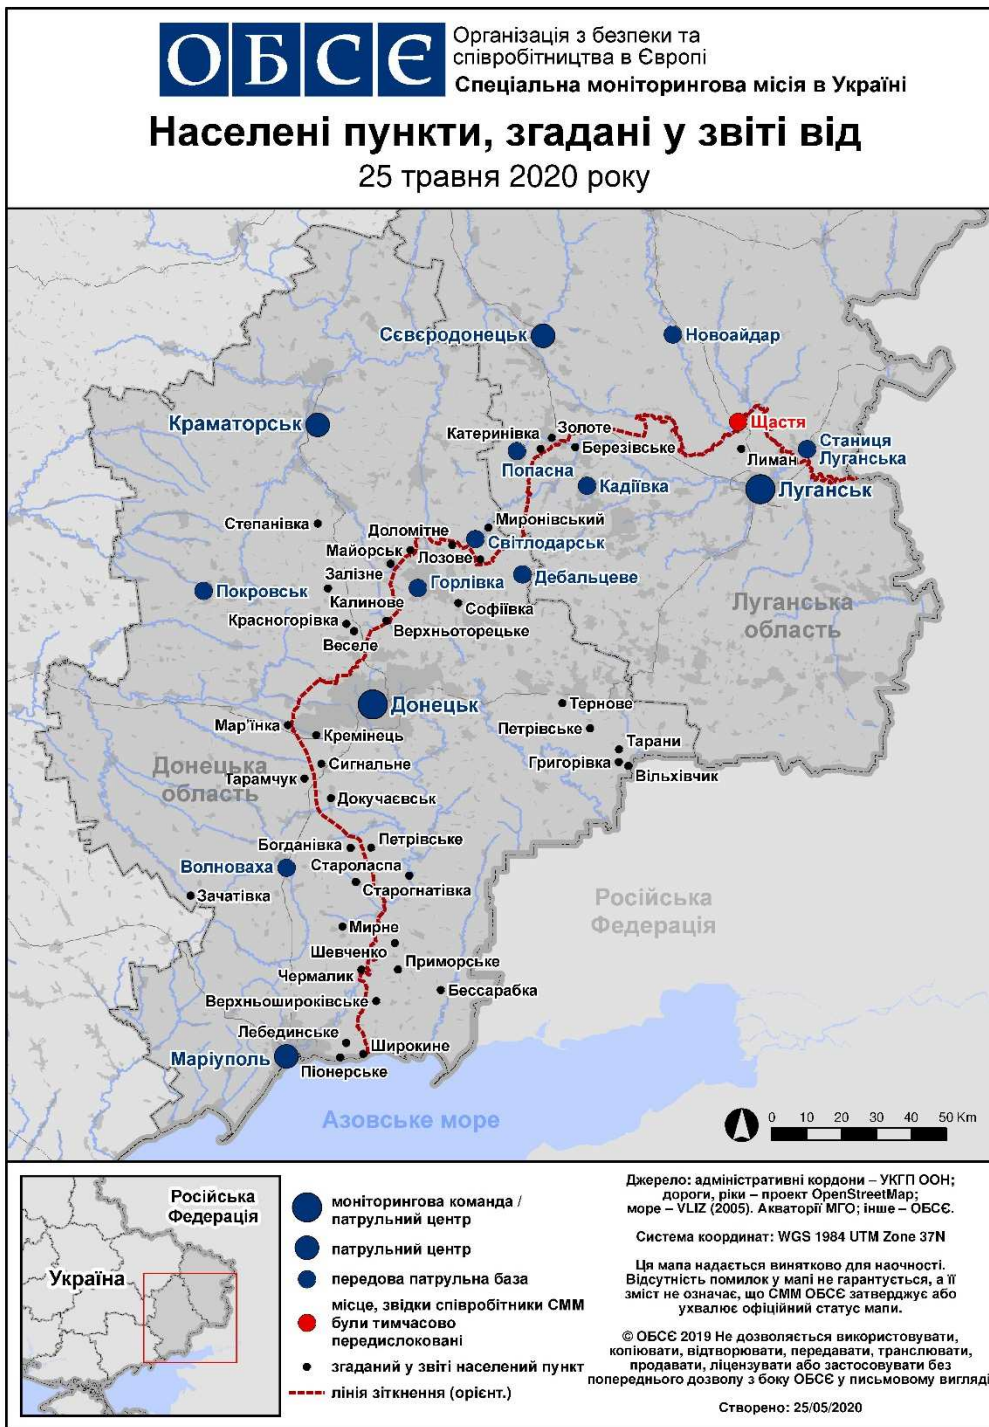 ОБСЄ
Організація з безпеки та
співробітництва в Європі
Спеціальна моніторингова місія в Україні
Населені пункти, згадані у звіті від
25 травня 2020 року
Сєвєродонецьк
Новоайдар
Краматорськ
Щастя
Золоте
Катеринівка
Березівське
Станиця
Луганська
Лиман
Попасна
Кадіївка
Луганськ
Степанівка
Миронівський
Доломітне
Світлодарськ
Майорськ
Лозове
Залізне
Дебальцеве
Покровськ
Горлівка
Калинове
Софіївка
Луганська
область
Красногорівка
Верхньоторецьке
Веселе
Донецьк
Тернове
Мар'їнка
Петрівське
Кремінець
Тарани
Донецька
область
Сигнальне
Григорівка
Вільхівчик
Тарамчук
Докучаєвськ
Богданівка
Петрівське
Волноваха
Староласпа
Старогнатівка
Зачатівка
Російська
Федерація
Мирне
Шевченко
Приморське
Чермалик
Бессарабка
Верхньошироківське
Лебединське
Широкине
Маріуполь
Піонерське
Азовське море
0 10 20 30 40 50 Км
Російська
Федерація
Україна
моніторингова команда /
патрульний центр
патрульний центр
передова патрульна база
місце, звідки співробітники СММ
були тимчасово
передислоковані
згаданий у звіті населений пункт
лінія зіткнення (орієнт.)
Джерело: адміністративні кордони – УКГП ООН;
дороги, ріки – проект OpenStreetMap;
море – VLIZ (2005). Акваторії МГО; інше – ОБСЄ.
Система координат: WGS 1984 UTM Zone 37N
Ця мапа надається винятково для наочності.
Відсутність помилок у мапі не гарантується, а її
зміст не означає, що СММ ОБСЄ затверджує або
ухвалює офіційний статус мапи.
© ОБСЄ 2019 Не дозволяється використовувати,
копіювати, відтворювати, передавати, транслювати,
продавати, ліцензувати або застосовувати без
попереднього дозволу з боку ОБСЄ у письмовому вигляді
Створено: 25/05/2020